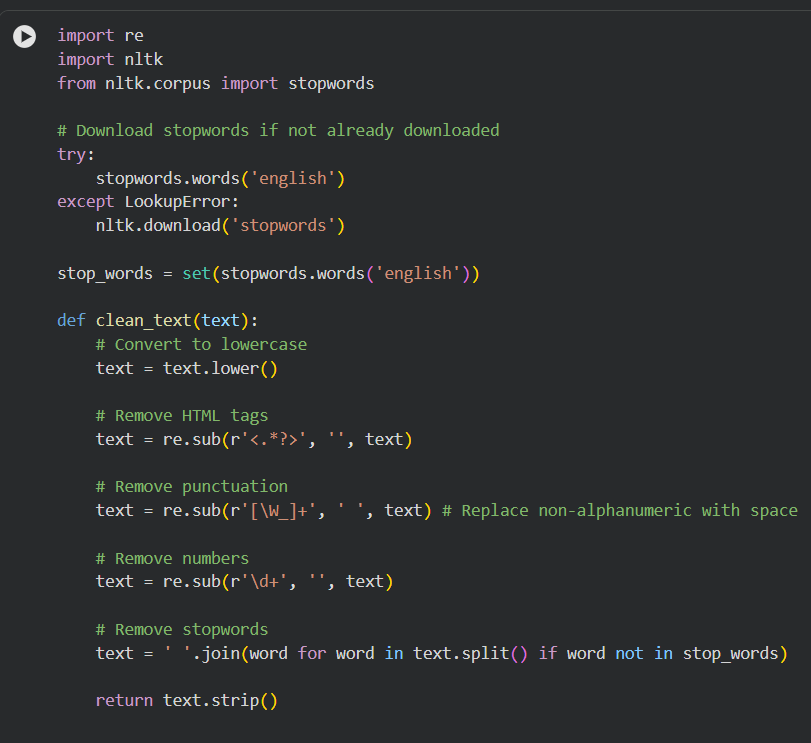 import re
import nltk
from nltk.corpus import stopwords
# Download stopwords if not already downloaded
try:
    stopwords.words('english')
except LookupError:
    nltk.download('stopwords')
stop_words = set(stopwords.words('english'))
def clean_text(text):
    # Convert to lowercase
    text = text.lower()
    # Remove HTML tags
    text = re.sub(r'<.*?>', '', text)
    # Remove punctuation
    text = re.sub(r'[\W_]+', ' ', text) # Replace non-alphanumeric with space
    # Remove numbers
    text = re.sub(r'\d+', '', text)
    # Remove stopwords
    text = ' '.join(word for word in text.split() if word not in stop_words)
    return text.strip()